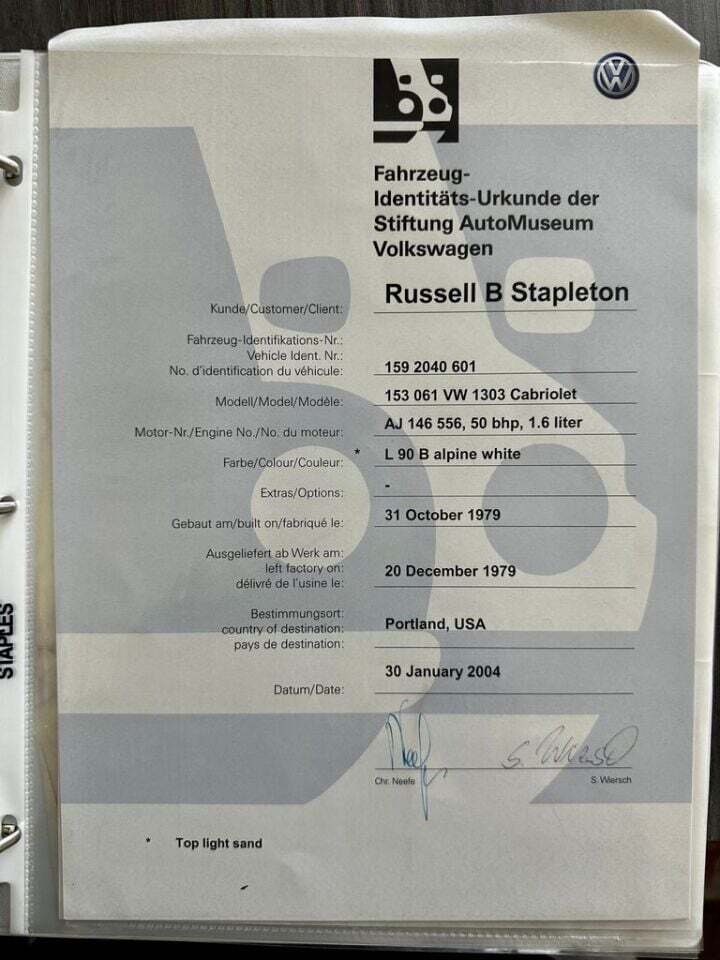 Fahrzeug-
Identitäts-Urkunde der
Stiftung AutoMuseum
Volkswagen
Kunde/Customer/Client: Russell B Stapleton
Fahrzeug-Identifikations-Nr.:
Vehicle Ident. Nr.:
No. d'identification du véhicule: 159 2040 601
Modell/Model/Modèle: 153 061 VW 1303 Cabriolet
Motor-Nr./Engine No./No. du moteur: AJ 146 556, 50 bhp, 1.6 liter
Farbe/Colour/Couleur: * L 90 B alpine white
Extras/Options: -
Gebaut am/built on/fabriqué le: 31 October 1979
Ausgeliefert ab Werk am:
left factory on: 20 December 1979
délivré de l'usine le:
Bestimmungsort:
country of destination: Portland, USA
pays de destination:
Datum/Date: 30 January 2004
Neefe S. Wiersch
Chr. Neefe S. Wiersch
* Top light sand
STAPLES